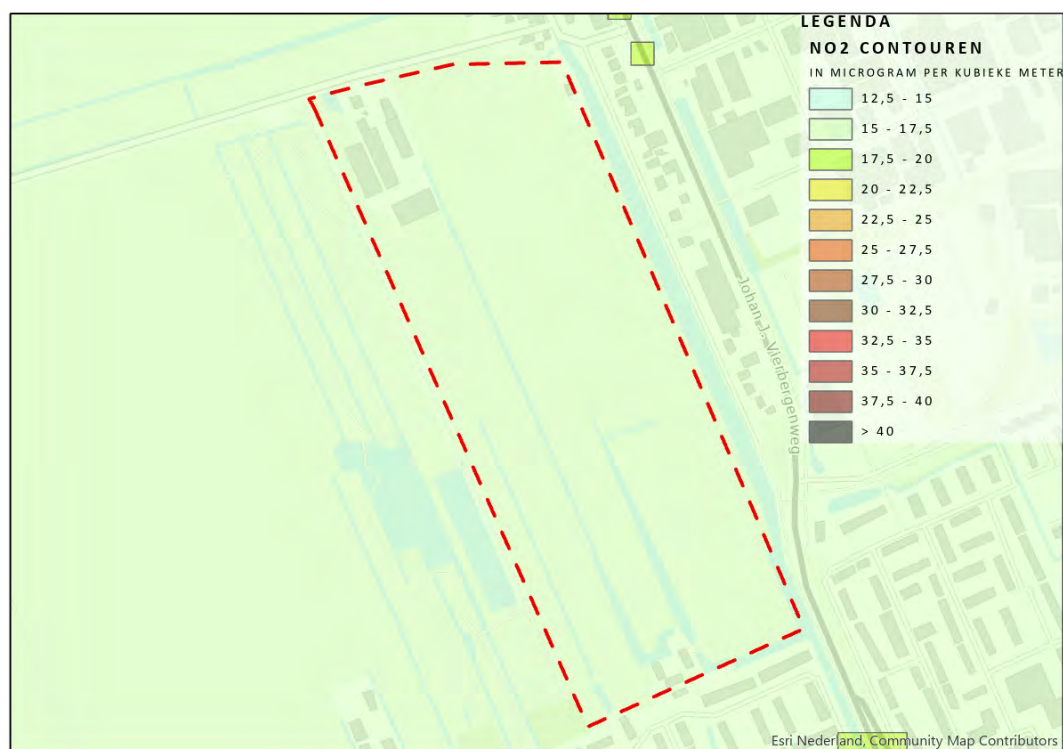 LEGENDA
NO2 CONTOUREN
IN MICROGRAM PER KUBIEKE METER
12,5 - 15
15 - 17,5
17,5 - 20
20 - 22,5
22,5 - 25
25 - 27,5
27,5 - 30
30 - 32,5
32,5 - 35
35 - 37,5
37,5 - 40
> 40
Johan J. Vierbergenweg
Esri Nederland, Community Map Contributors